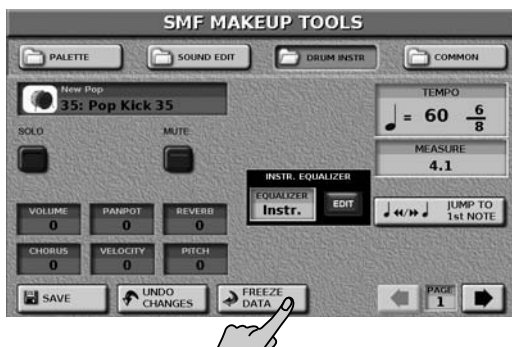 SMF MAKEUP TOOLS
PALETTE
SOUND EDIT
DRUM INSTR
COMMON
New Pop
35: Pop Kick 35
SOLO
MUTE
TEMPO
= 60 6/8
MEASURE
4.1
INSTR. EQUALIZER
EQUALIZER
Instr.
EDIT
JUMP TO
1st NOTE
VOLUME
0
PANPOT
0
REVERB
0
CHORUS
0
VELOCITY
0
PITCH
0
SAVE
UNDO
CHANGES
FREEZE
DATA
PAGE
1